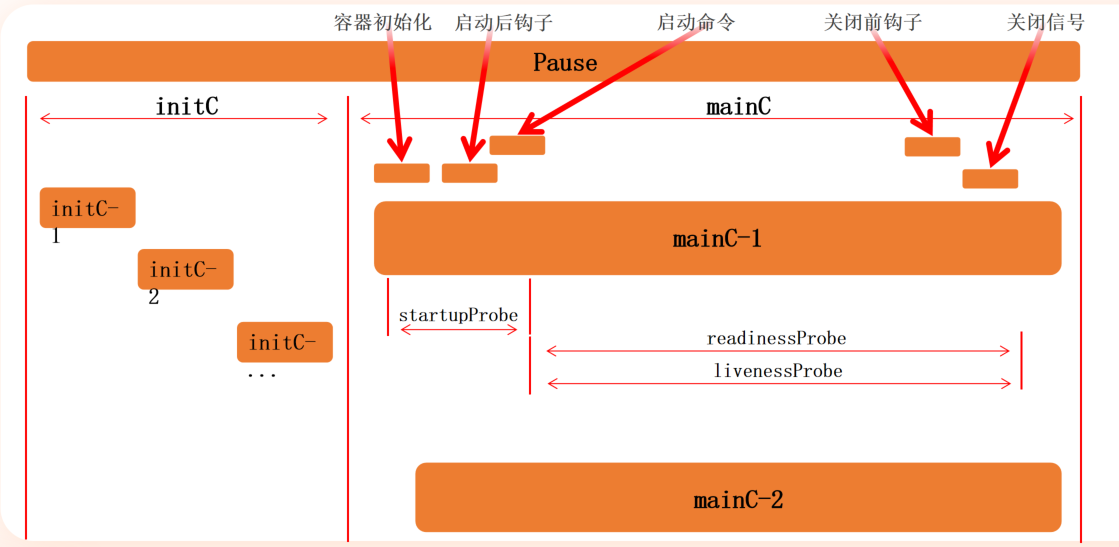 容器初始化 启动后钩子 启动命令 关闭前钩子 关闭信号
Pause
initC mainC
initC-
1
initC-
2
initC-
...
mainC-1
startupProbe
readinessProbe
livenessProbe
mainC-2